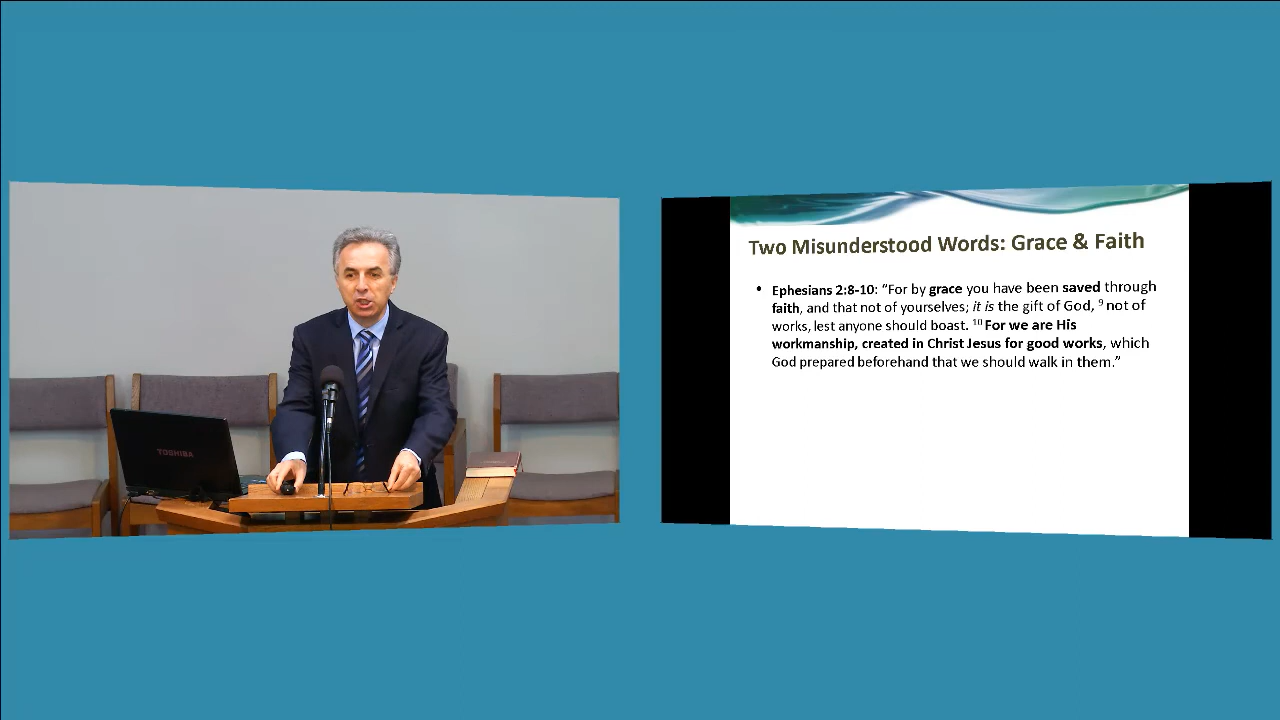 TOSHIBA
Two Misunderstood Words: Grace & Faith
• Ephesians 2:8-10: “For by grace you have been saved through
faith, and that not of yourselves; it is the gift of God, 9 not of
works, lest anyone should boast. 10 For we are His
workmanship, created in Christ Jesus for good works, which
God prepared beforehand that we should walk in them.”